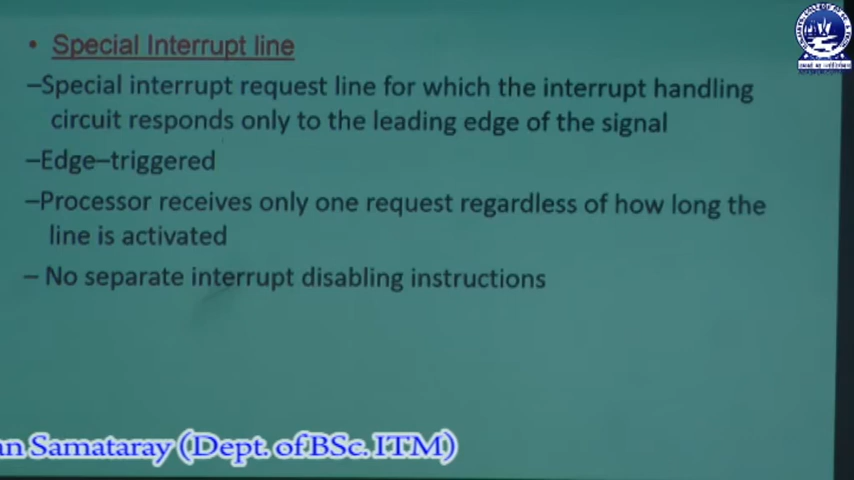 • Special Interrupt line
–Special interrupt request line for which the interrupt handling
circuit responds only to the leading edge of the signal
–Edge–triggered
–Processor receives only one request regardless of how long the
line is activated
– No separate interrupt disabling instructions
Samataray (Dept. of BSc. ITM)